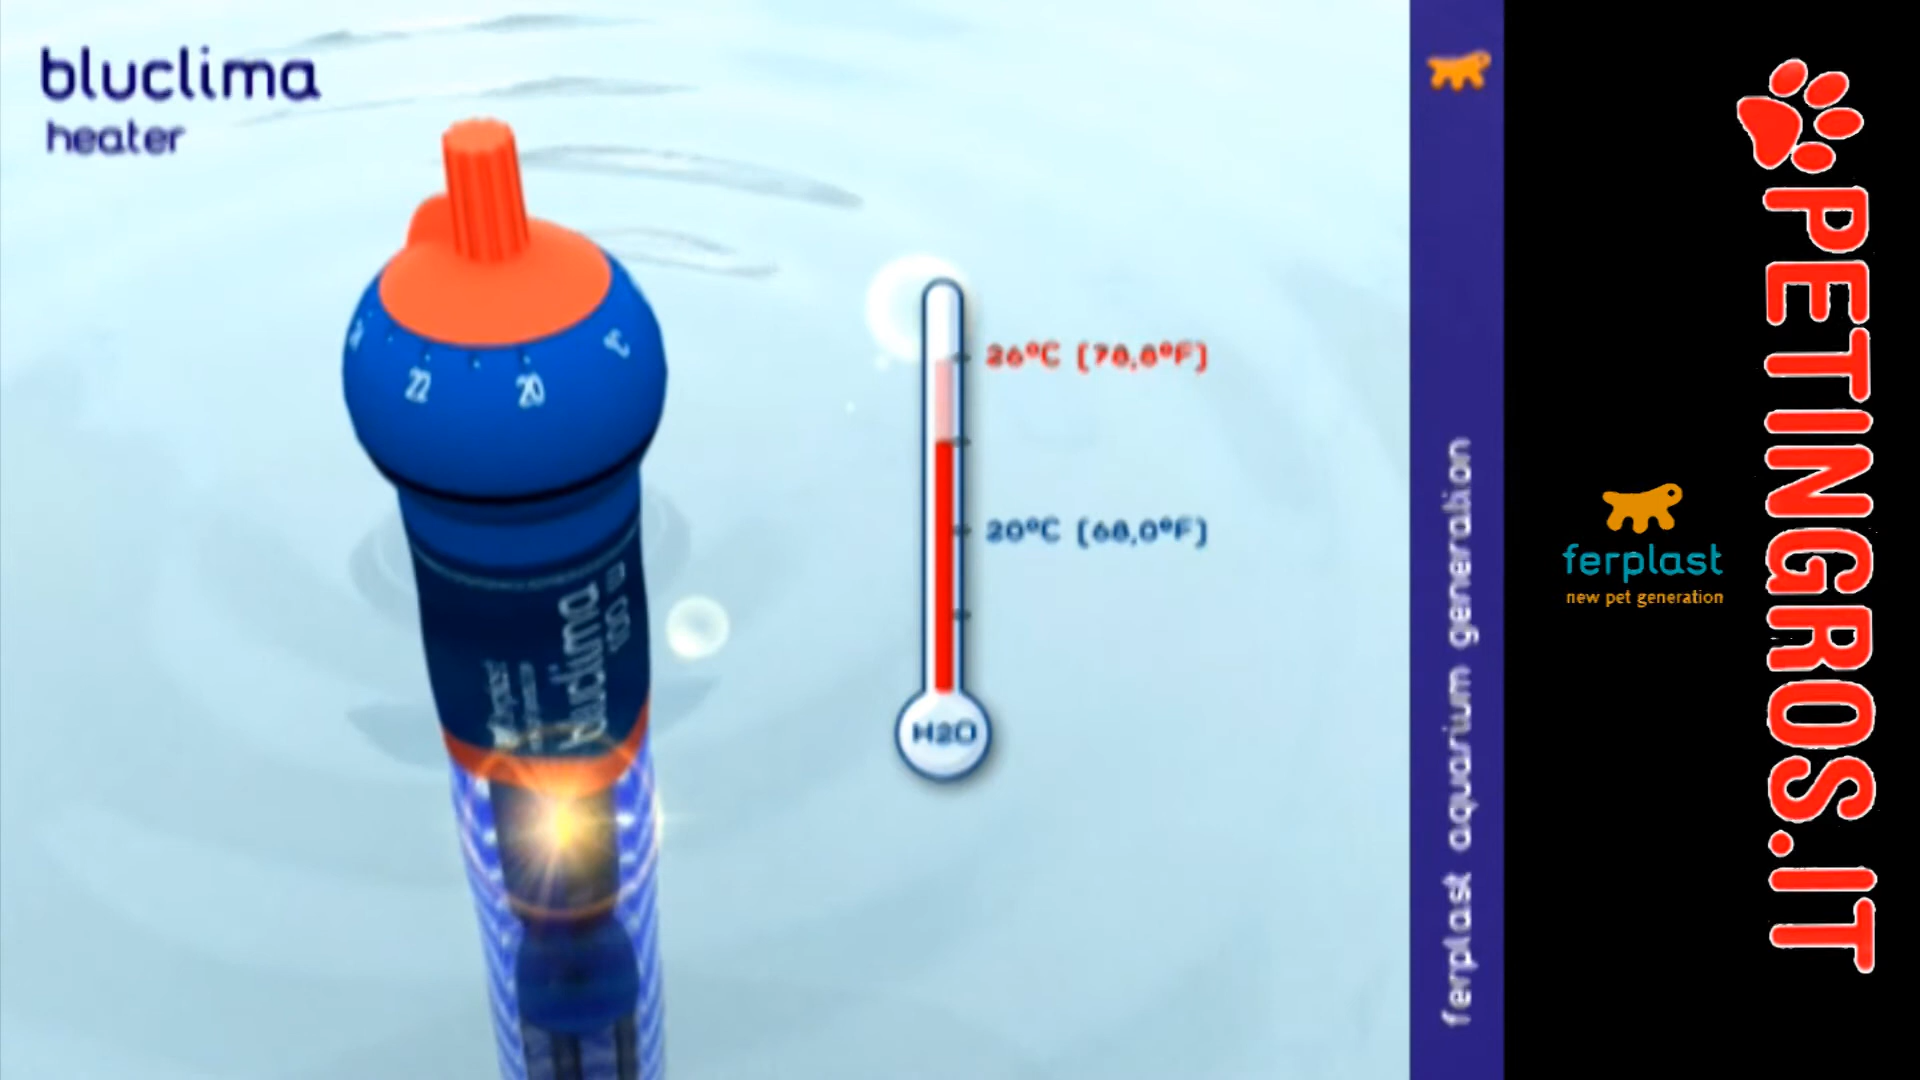 bluclima
heater
22
20
°C
bluclima
100
26°C (78,8°F)
20°C (68,0°F)
H2O
ferplast aquarium generation
ferplast
new pet generation
PETINGROS.IT